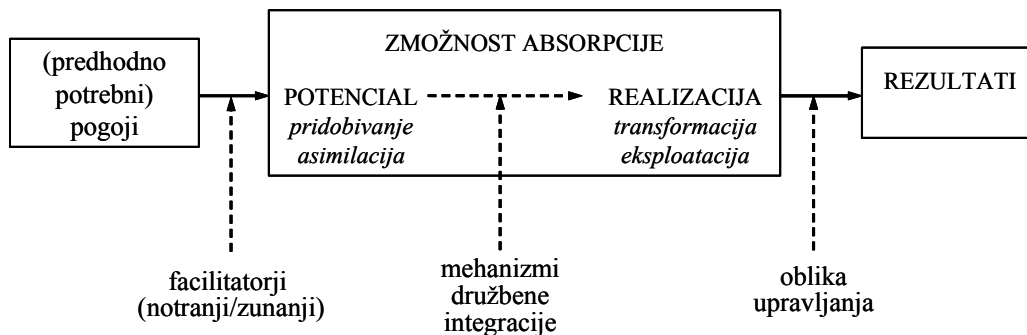 (predhodno
potrebni)
pogoji
ZMOŽNOST ABSORPCIJE
POTENCIAL
pridobivanje
asimilacija
REALIZACIJA
transformacija
eksploatacija
REZULTATI
facilitatorji
(notranji/zunanji)
mehanizmi
družbene
integracije
oblika
upravljanja